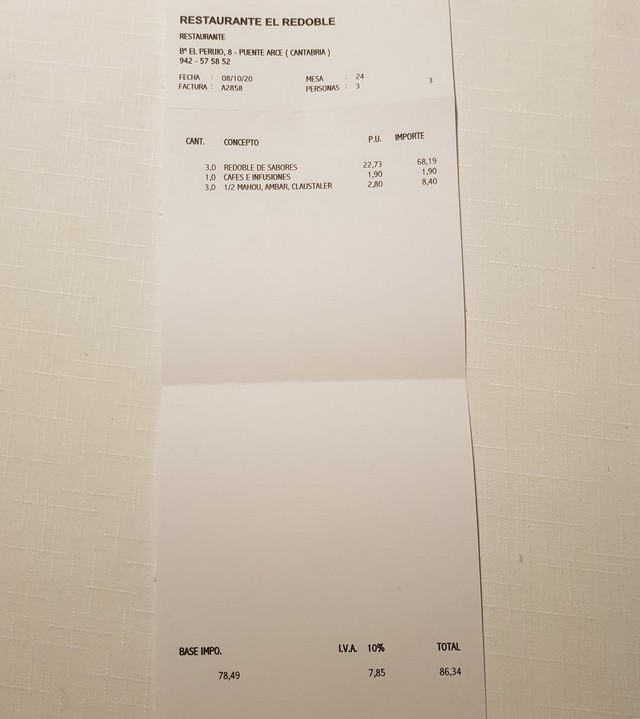 RESTAURANTE EL REDOBLE
RESTAURANTE
Bº EL PERUJO, 8 - PUENTE ARCE ( CANTABRIA )
942 - 57 58 52
FECHA : 08/10/20 MESA : 24 3
FACTURA : A2858 PERSONAS : 3
CANT. CONCEPTO P.U. IMPORTE
3,0 REDOBLE DE SABORES 22,73 68,19
1,0 CAFES E INFUSIONES 1,90 1,90
3,0 1/2 MAHOU, AMBAR, CLAUSTALER 2,80 8,40
BASE IMPO. I.V.A. 10% TOTAL
78,49 7,85 86,34